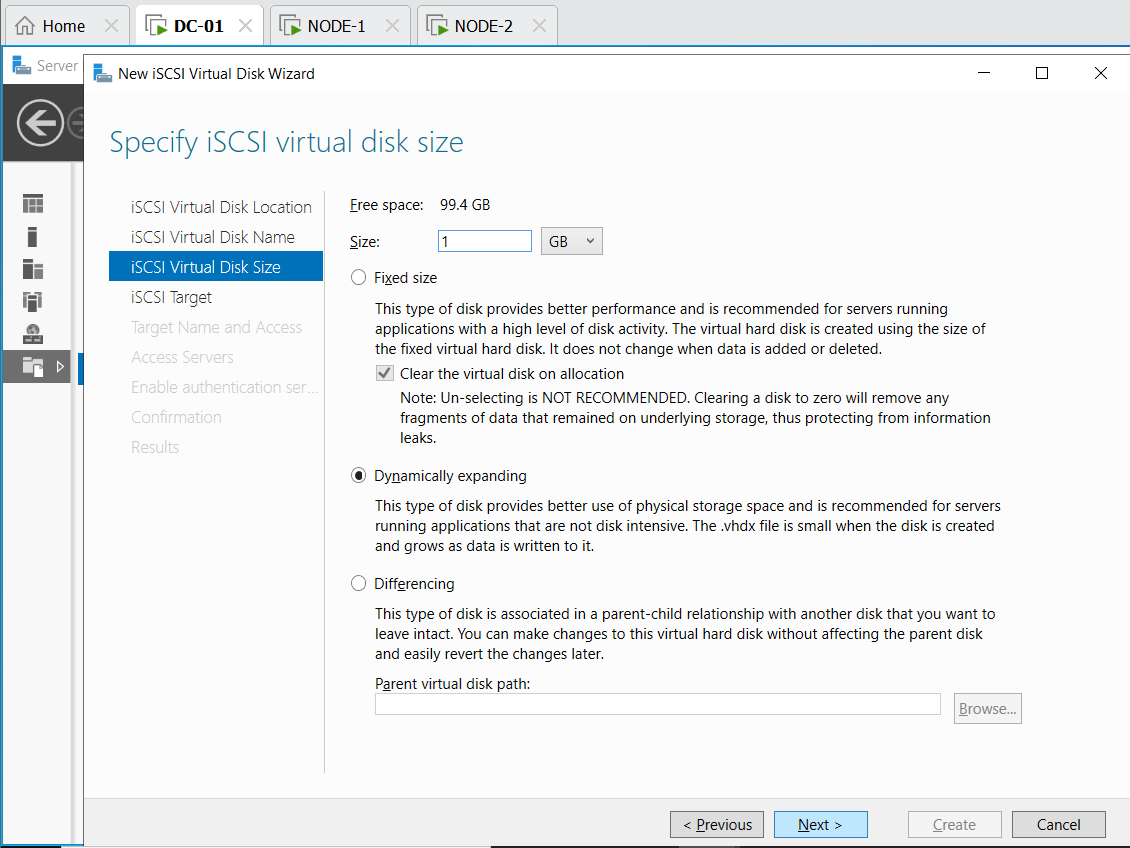 Home
DC-01
NODE-1
NODE-2
Server
New iSCSI Virtual Disk Wizard
Specify iSCSI virtual disk size
iSCSI Virtual Disk Location
iSCSI Virtual Disk Name
iSCSI Virtual Disk Size
iSCSI Target
Target Name and Access
Access Servers
Enable authentication ser...
Confirmation
Results
Free space: 99.4 GB
Size: 1 GB
Fixed size
This type of disk provides better performance and is recommended for servers running
applications with a high level of disk activity. The virtual hard disk is created using the size of
the fixed virtual hard disk. It does not change when data is added or deleted.
Clear the virtual disk on allocation
Note: Un-selecting is NOT RECOMMENDED. Clearing a disk to zero will remove any
fragments of data that remained on underlying storage, thus protecting from information
leaks.
Dynamically expanding
This type of disk provides better use of physical storage space and is recommended for servers
running applications that are not disk intensive. The .vhdx file is small when the disk is created
and grows as data is written to it.
Differencing
This type of disk is associated in a parent-child relationship with another disk that you want to
leave intact. You can make changes to this virtual hard disk without affecting the parent disk
and easily revert the changes later.
Parent virtual disk path:
Browse...
< Previous
Next >
Create
Cancel